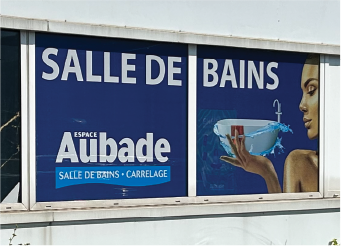 SALLE DE BAINS
ESPACE
Aubade
SALLE DE BAINS • CARRELAGE